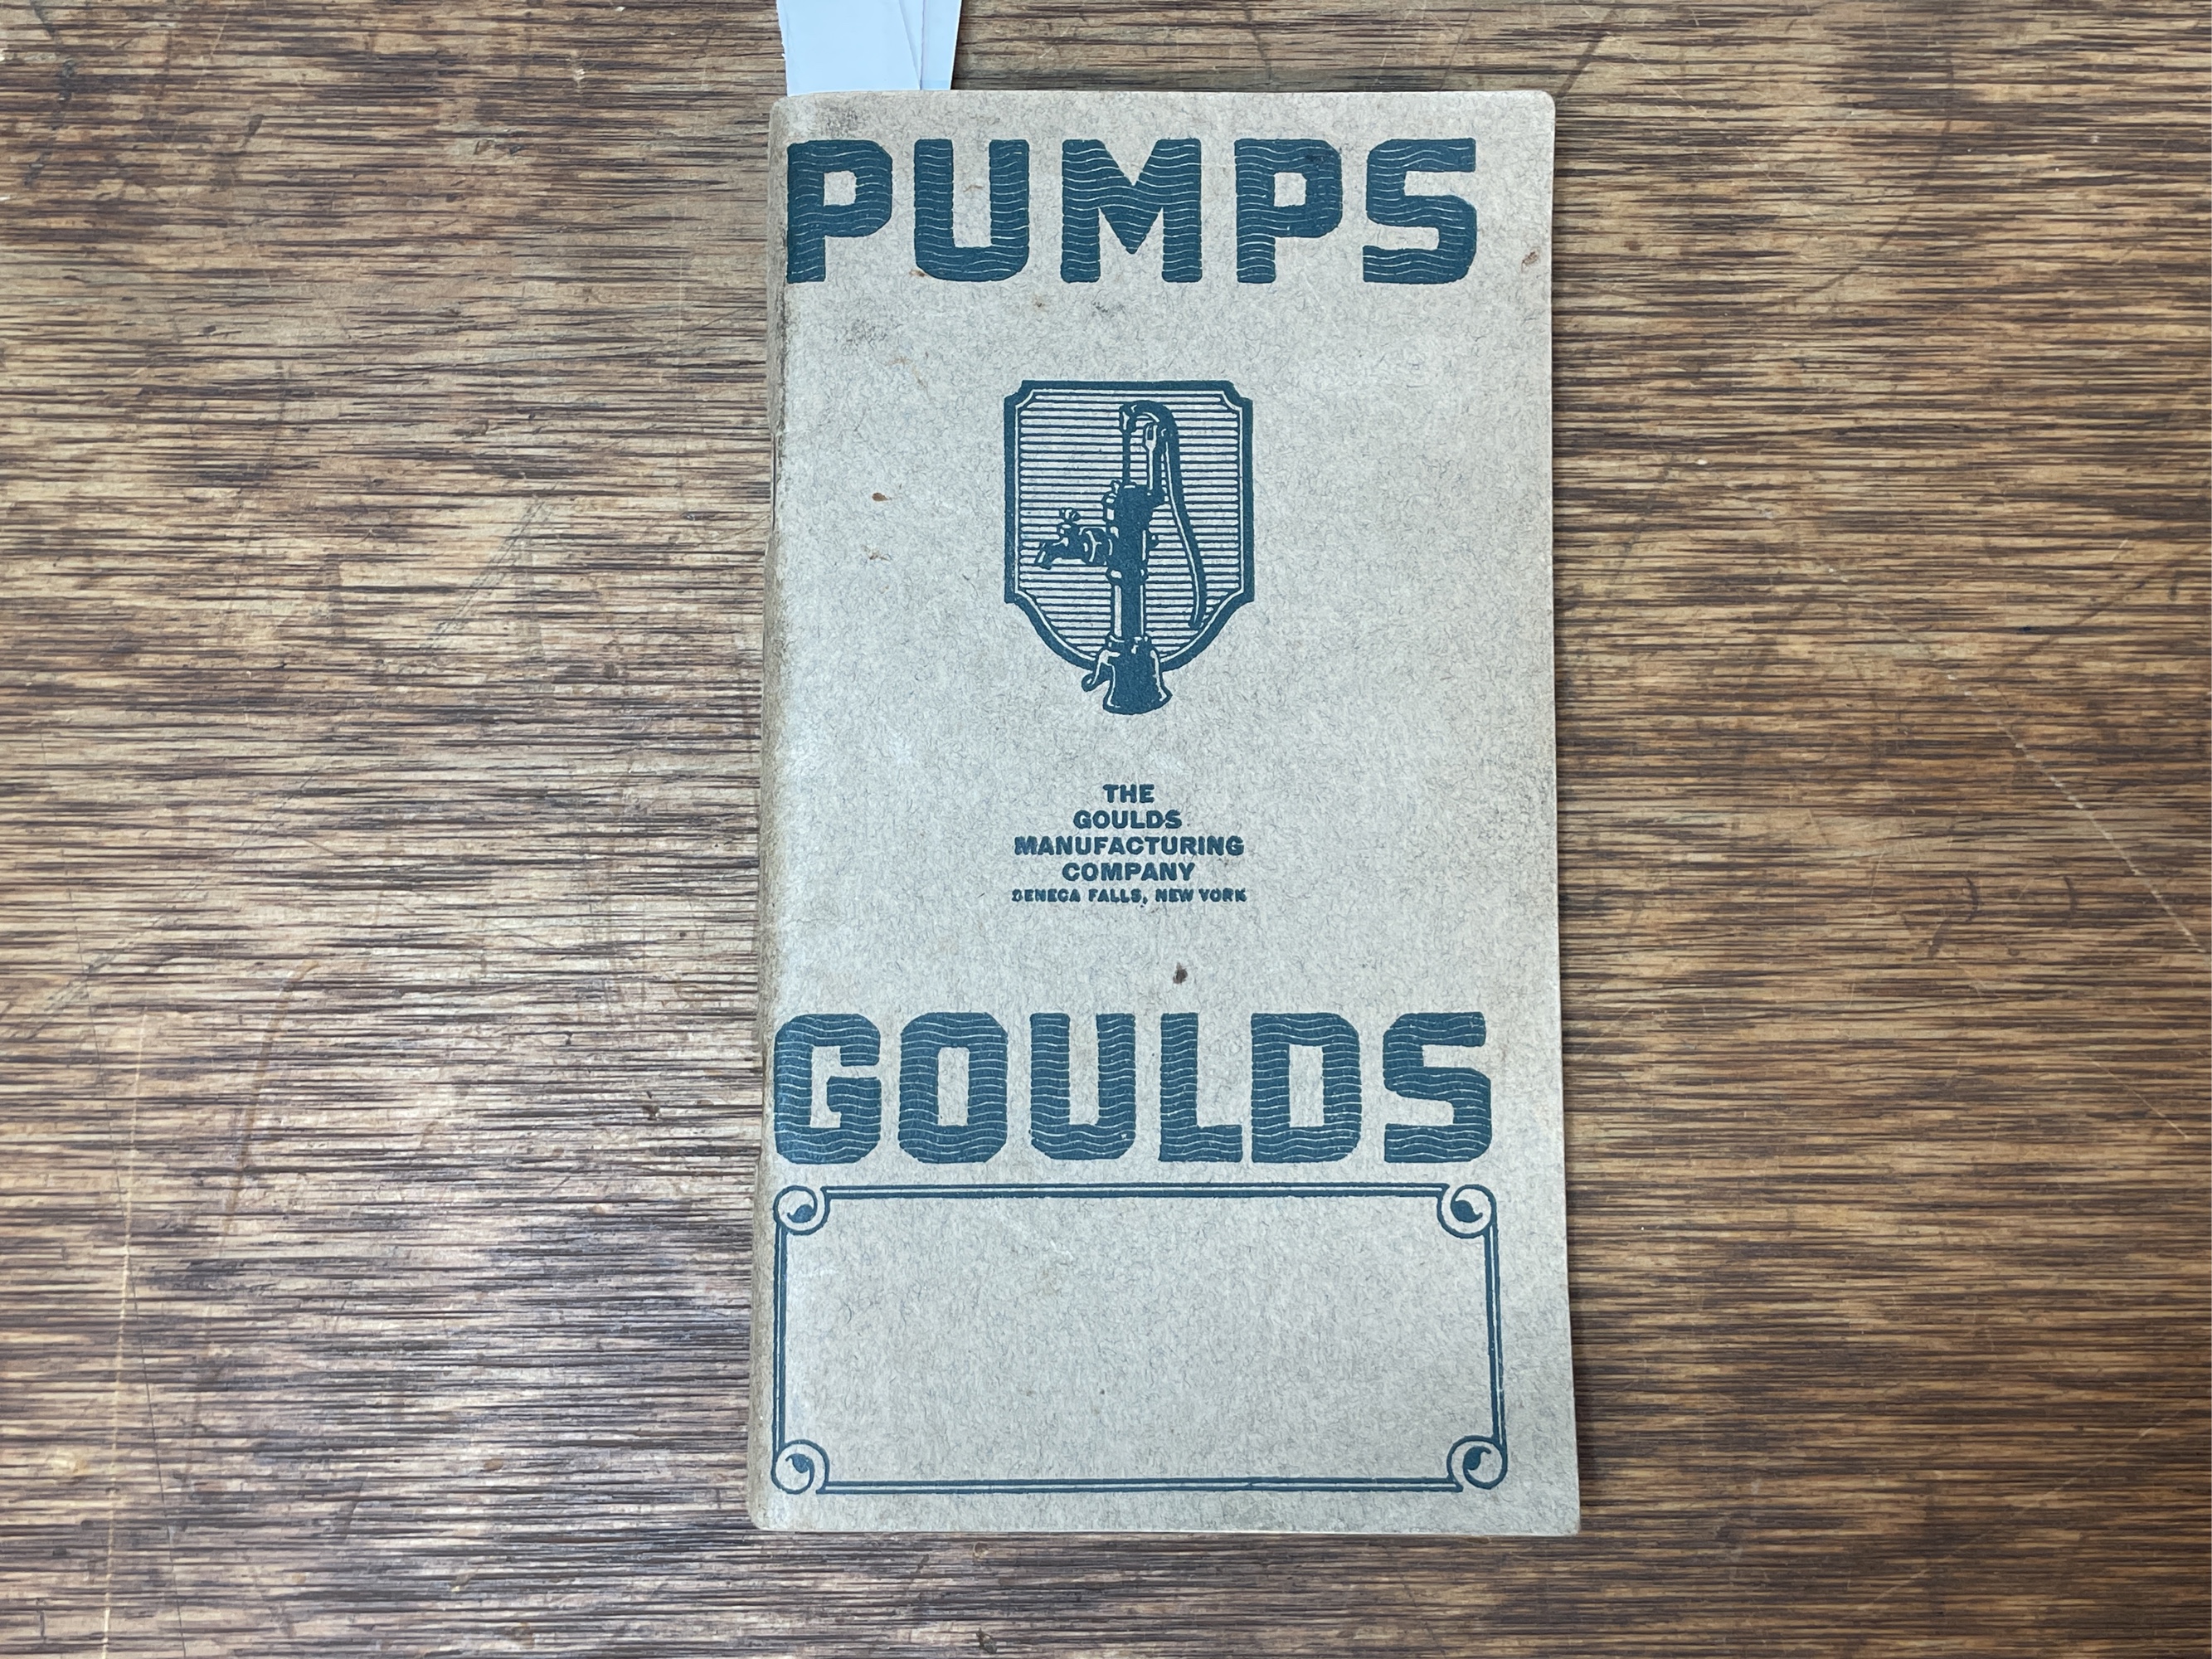 PUMPS
THE
GOULDS
MANUFACTURING
COMPANY
SENECA FALLS, NEW YORK
GOULDS